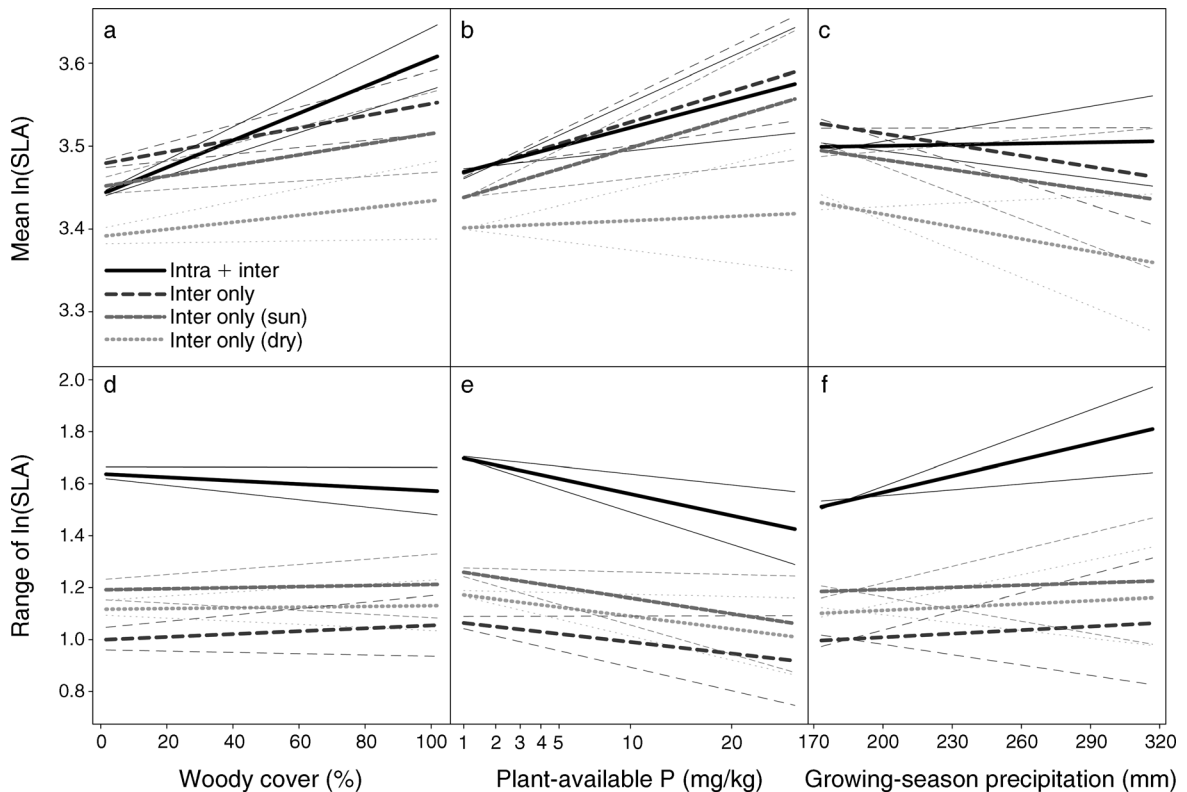 a
b
c
Mean ln(SLA)
3.6
3.5
3.4
3.3
Intra + inter
Inter only
Inter only (sun)
Inter only (dry)
d
e
f
Range of ln(SLA)
2.0
1.8
1.6
1.4
1.2
1.0
0.8
0 20 40 60 80 100
1 2 3 4 5 10 20
170 200 230 260 290 320
Woody cover (%)
Plant-available P (mg/kg)
Growing-season precipitation (mm)